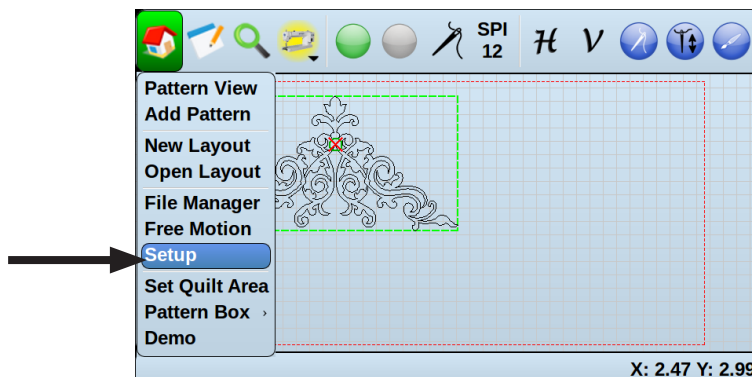 SPI
12
H V
Pattern View
Add Pattern
New Layout
Open Layout
File Manager
Free Motion
Setup
Set Quilt Area
Pattern Box ›
Demo
X: 2.47 Y: 2.99